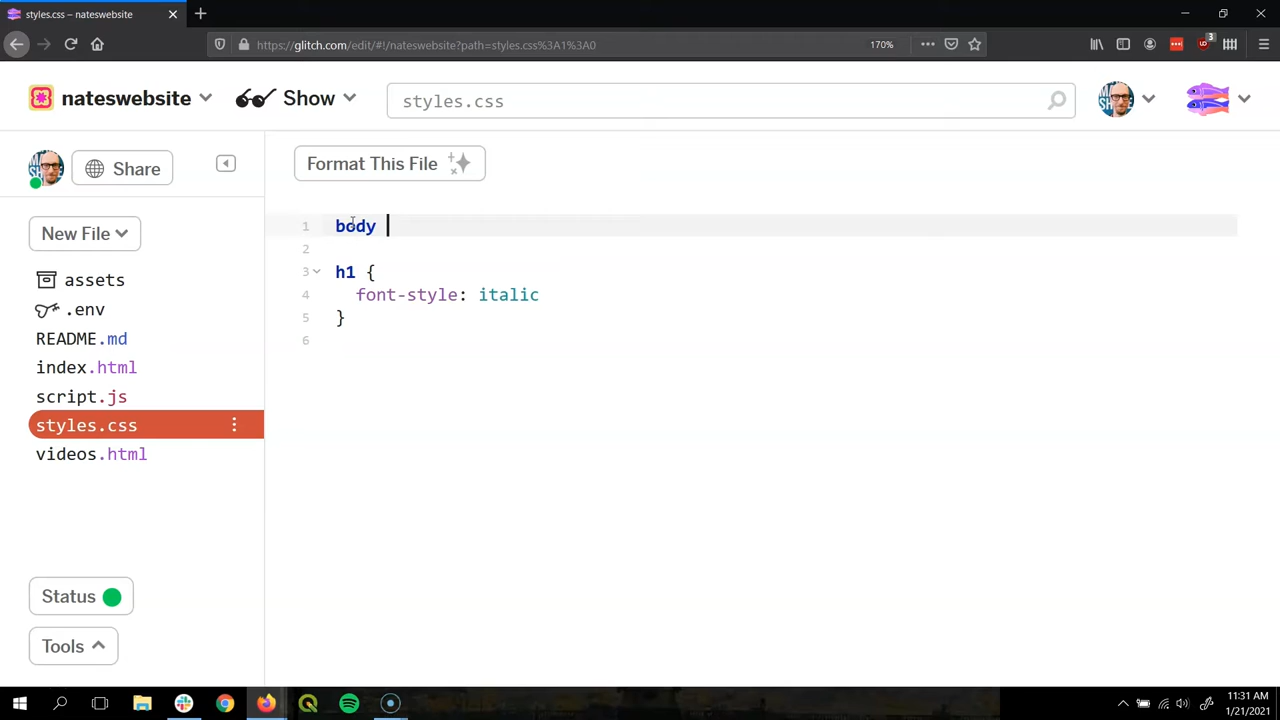 styles.css – nateswebsite
https://glitch.com/edit/#!/nateswebsite?path=styles.css%3A1%3A0
170%
3
nateswebsite
Show
styles.css
Share
Format This File
New File
assets
.env
README.md
index.html
script.js
styles.css
videos.html
1 body
2
3 h1 {
4 font-style: italic
5 }
6
Status
Tools
11:31 AM
1/21/2021